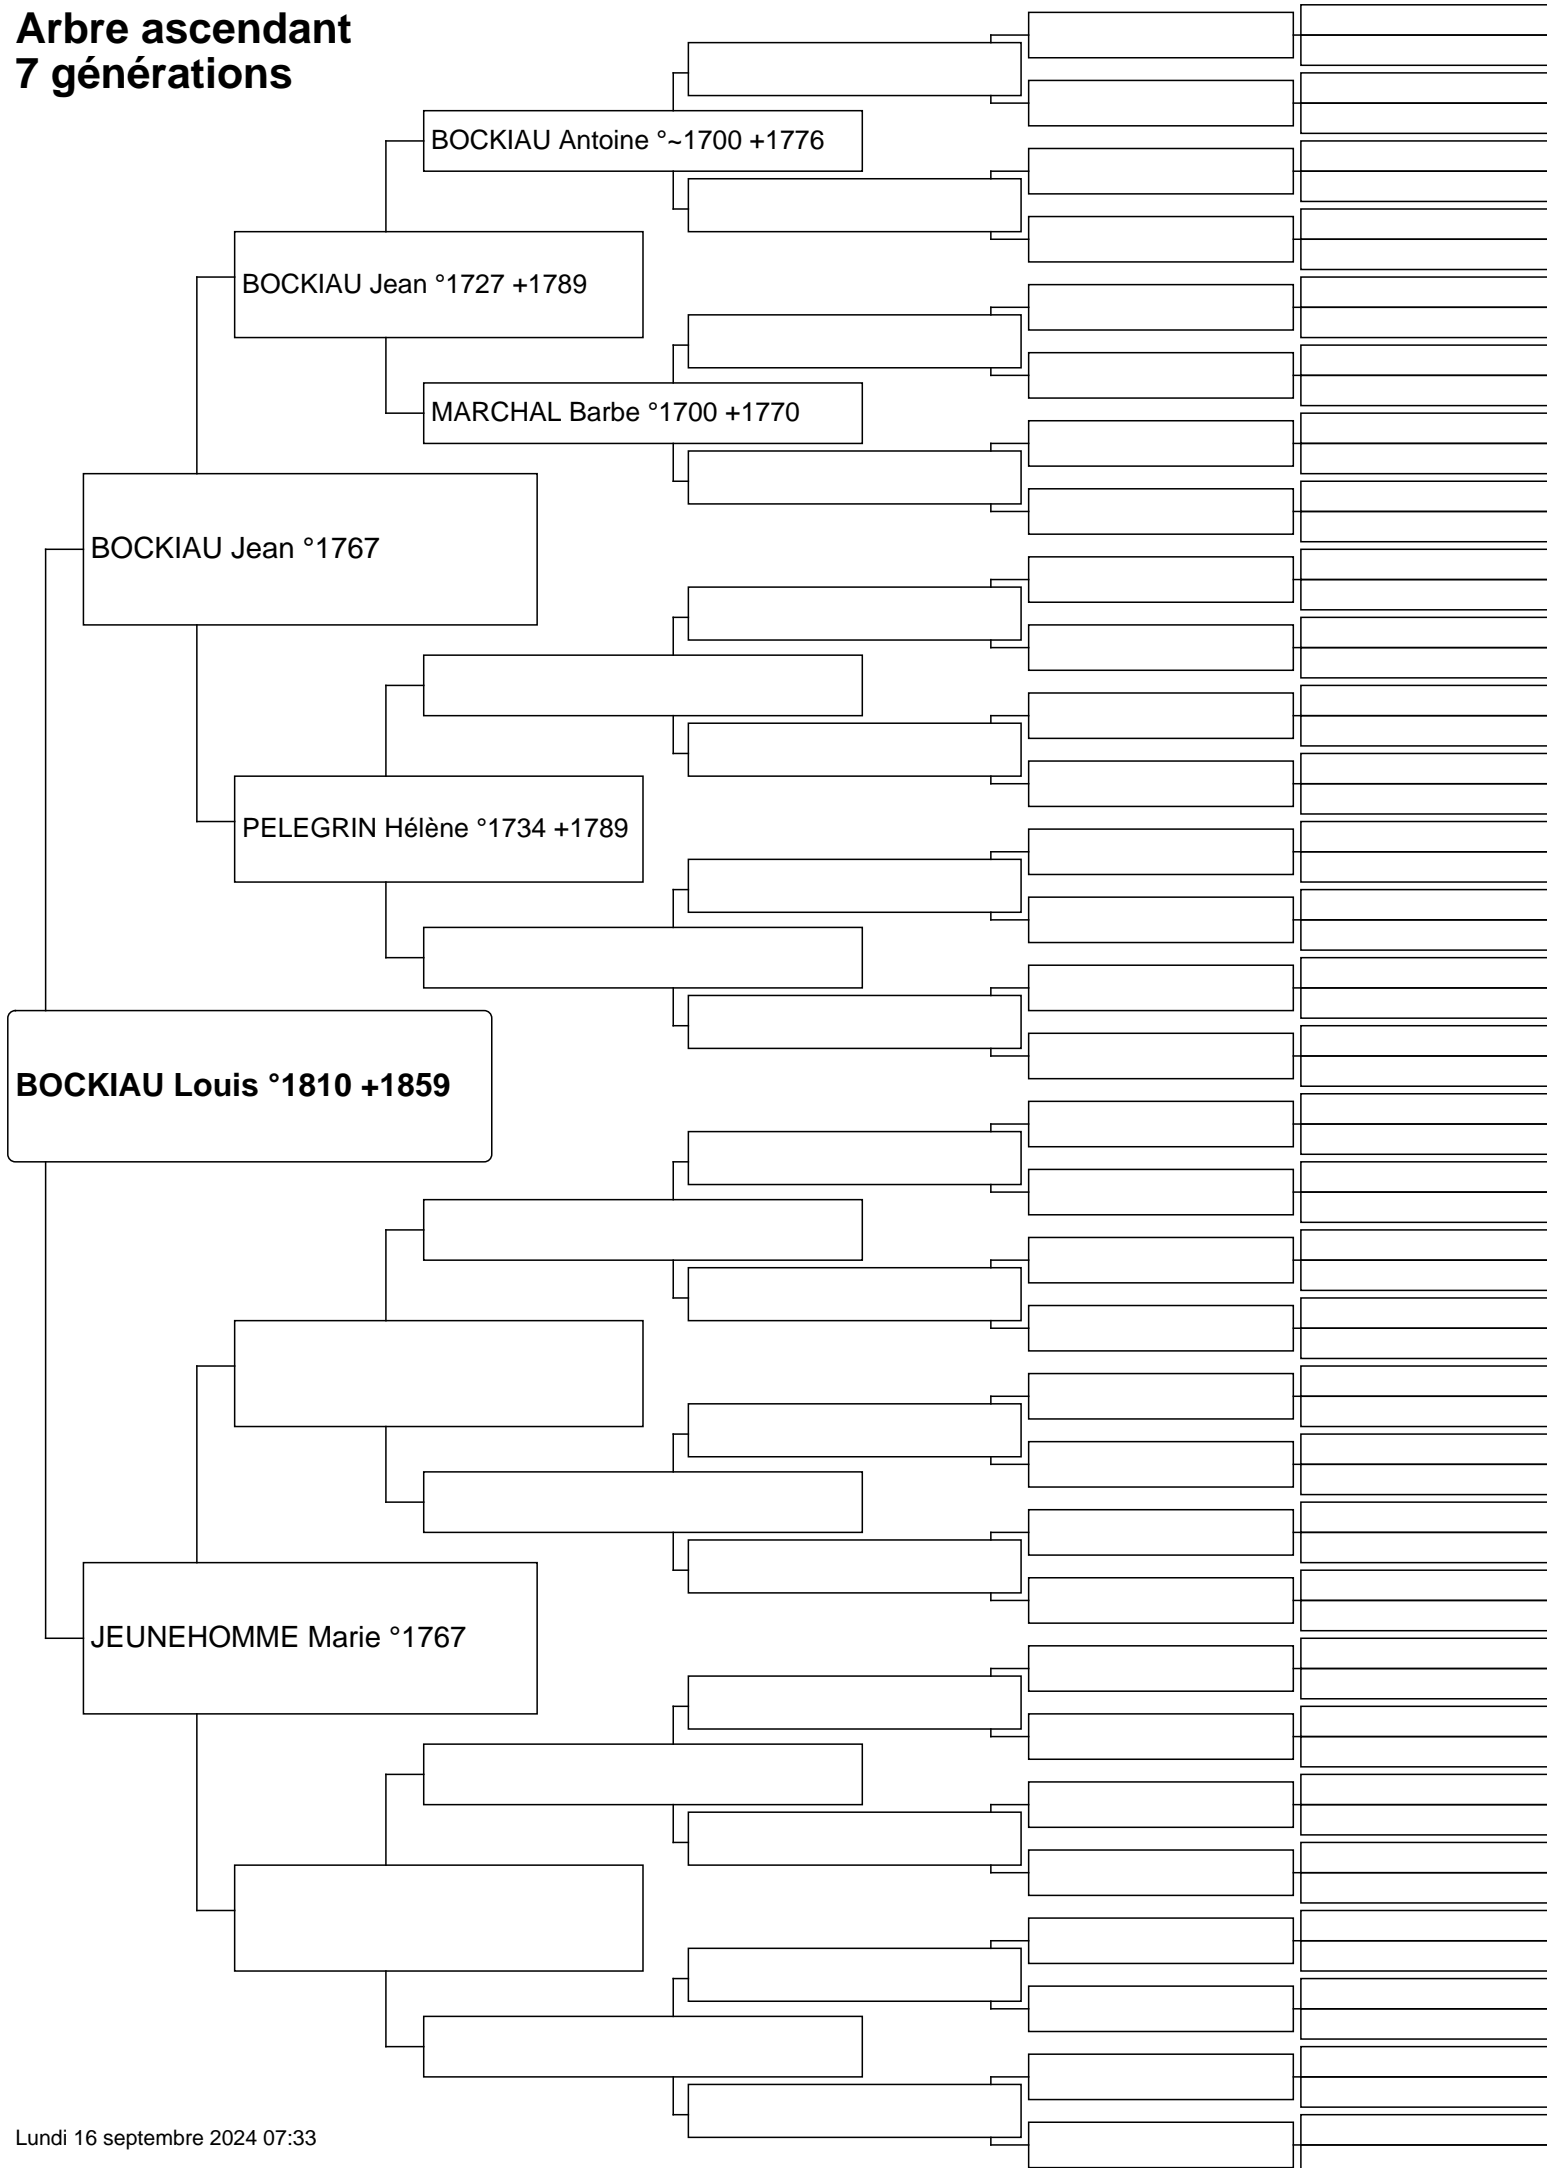 Arbre ascendant
7 générations
BOCKIAU Antoine °~1700 +1776
BOCKIAU Jean °1727 +1789
MARCHAL Barbe °1700 +1770
BOCKIAU Jean °1767
PELEGRIN Hélène °1734 +1789
BOCKIAU Louis °1810 +1859
JEUNEHOMME Marie °1767
Lundi 16 septembre 2024 07:33